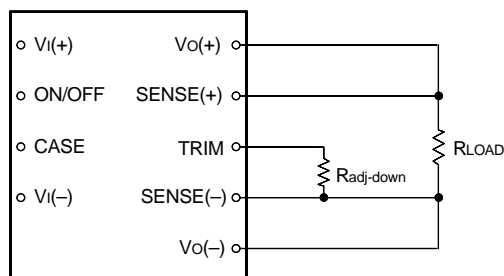 VI(+) VO(+)
ON/OFF SENSE(+)
CASE TRIM
VI(–) SENSE(–)
VO(–)
Radj-down
RLOAD